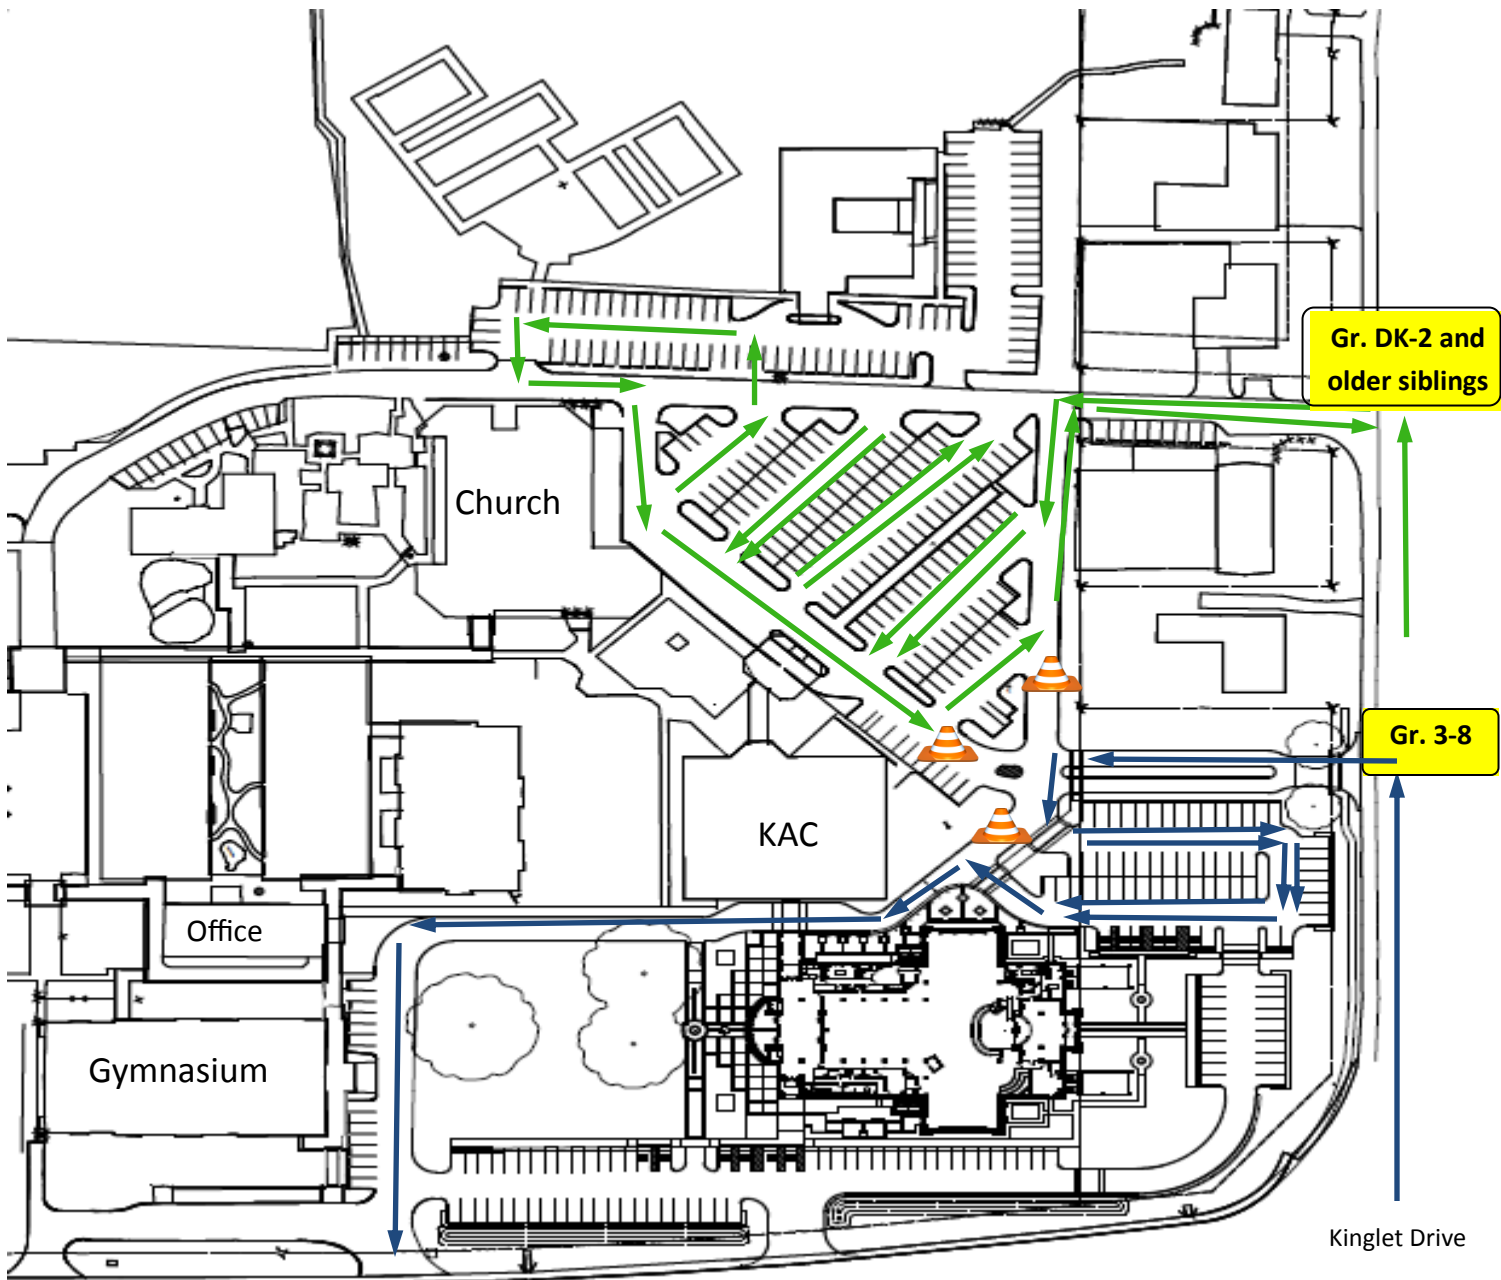 Gr. DK-2 and
older siblings
Church
Gr. 3-8
KAC
Office
Gymnasium
Kinglet Drive